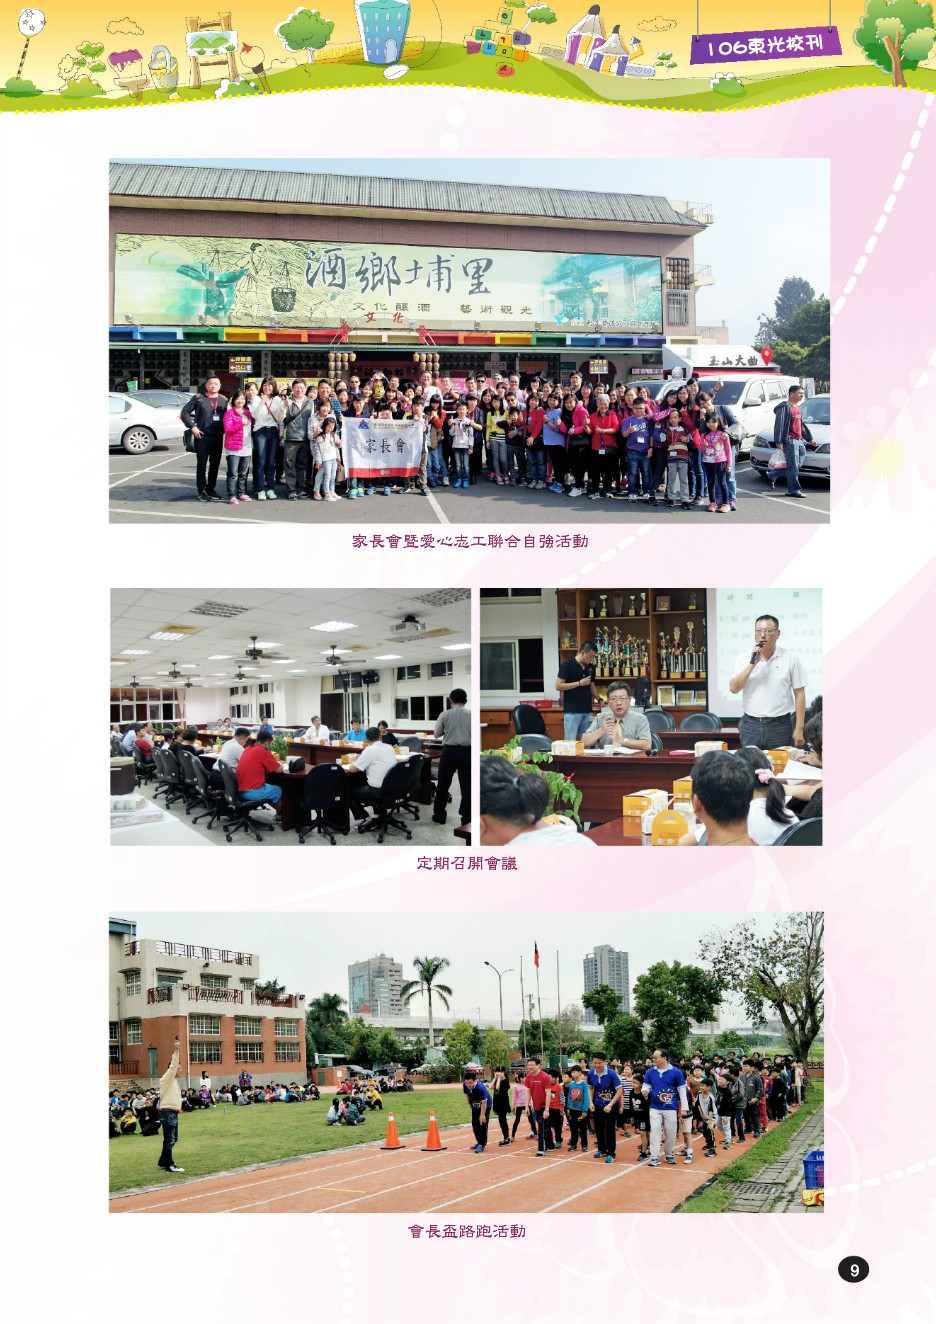 106東光校刊
酒鄉埔里
文化釀酒 藝術觀光
文化
玉山大曲
家長會
家長會暨愛心志工聯合自強活動
定期召開會議
會長盃路跑活動
9